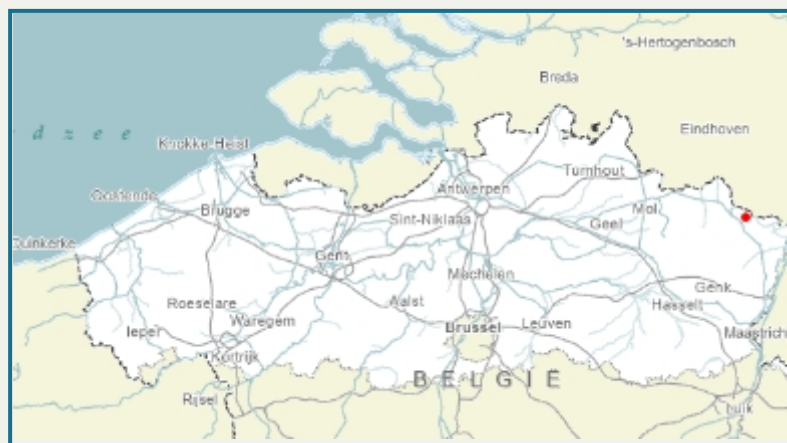 's-Hertogenbosch
Breda
d z e e
Eindhoven
Knokke-Heist
Turnhout
Oostende
Antwerpen
Brugge
Mol
Sint-Niklaas
Geel
Duinkerke
Gent
Mechelen
Genk
Roeselare
Aalst
Hasselt
Ieper
Waregem
Brussel
Leuven
Maastrich
Kortrijk
BELGIË
Rijsel
Luik